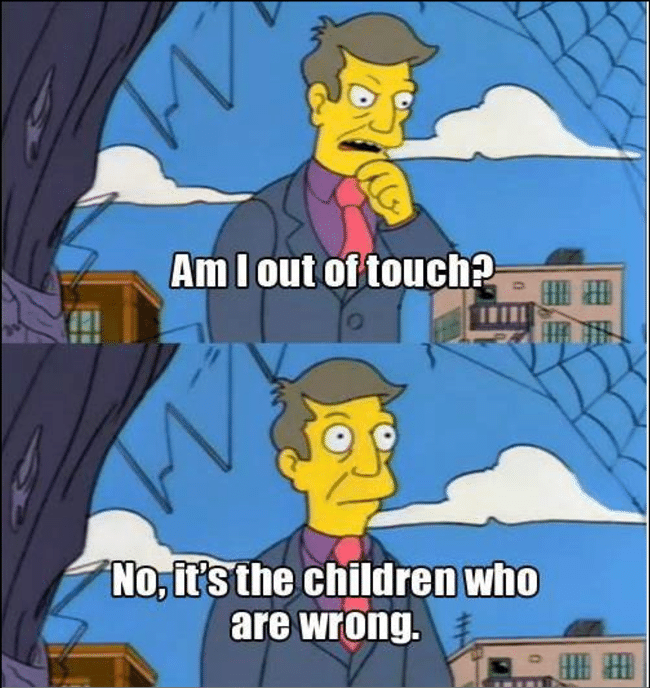 Am I out of touch?
No, it's the children who
are wrong.